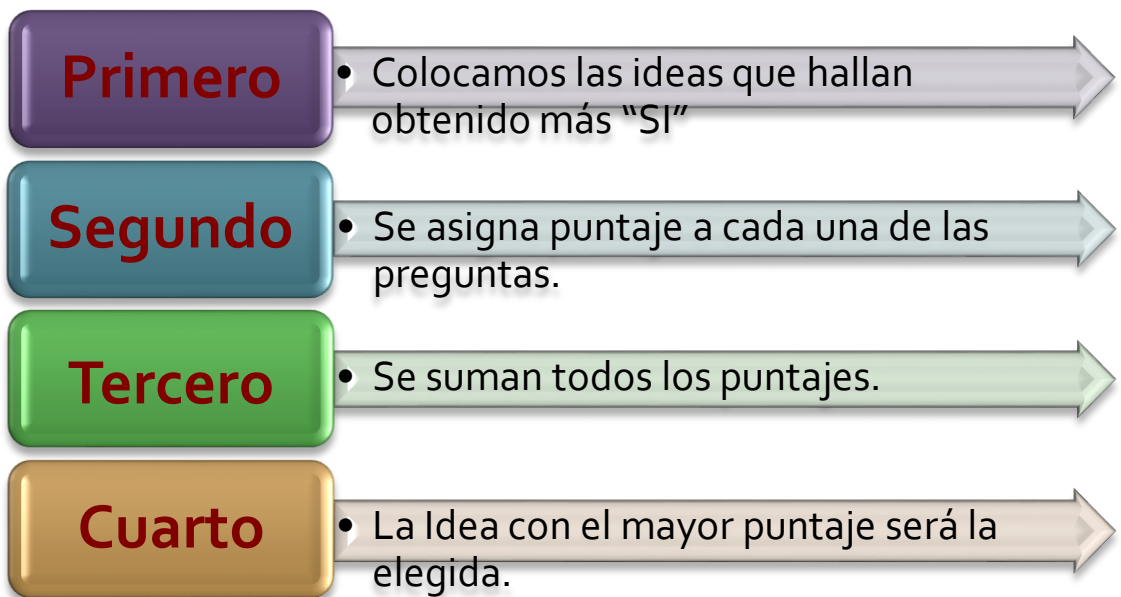 Primero
• Colocamos las ideas que hallan
obtenido más “SI”
Segundo
• Se asigna puntaje a cada una de las
preguntas.
Tercero
• Se suman todos los puntajes.
Cuarto
• La Idea con el mayor puntaje será la
elegida.